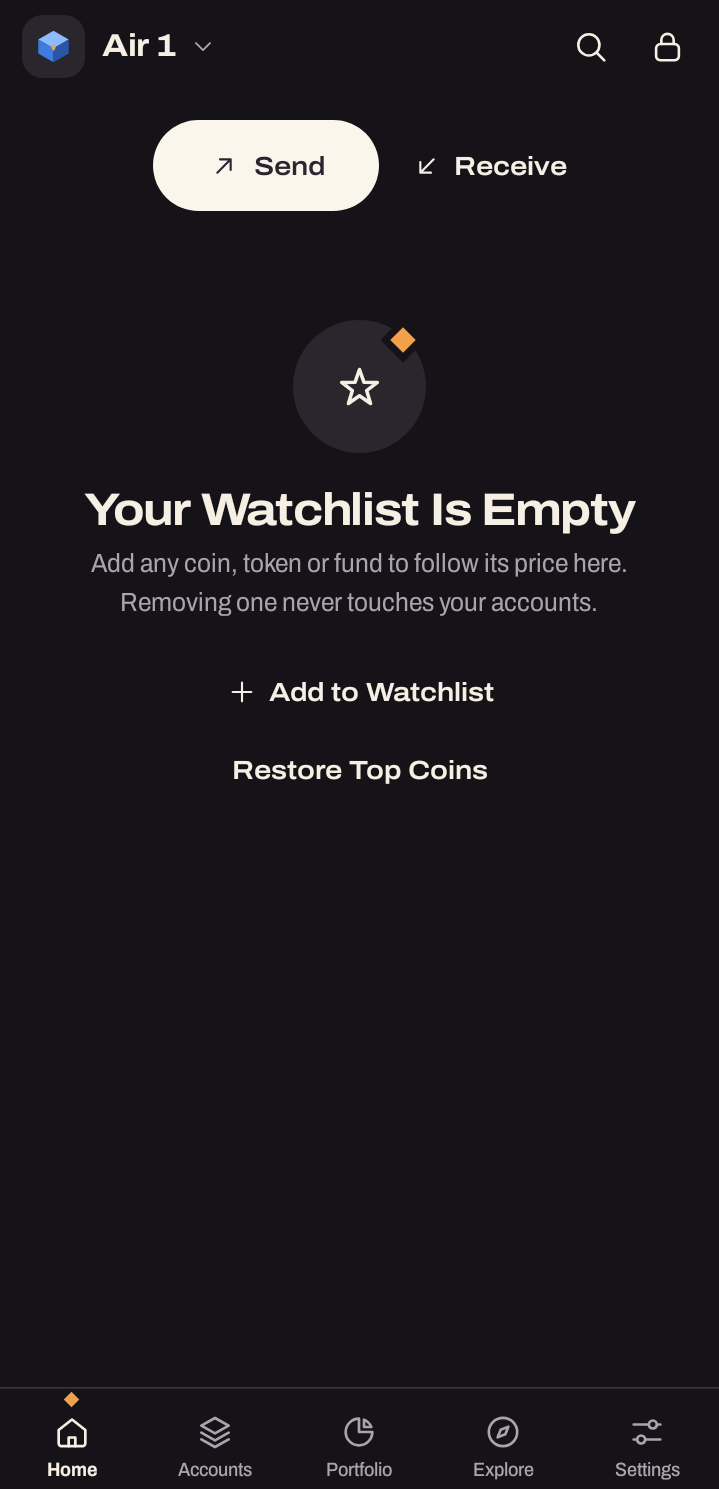 Air 1
Send
Receive
Your Watchlist Is Empty
Add any coin, token or fund to follow its price here.
Removing one never touches your accounts.
Add to Watchlist
Restore Top Coins
Home
Accounts
Portfolio
Explore
Settings